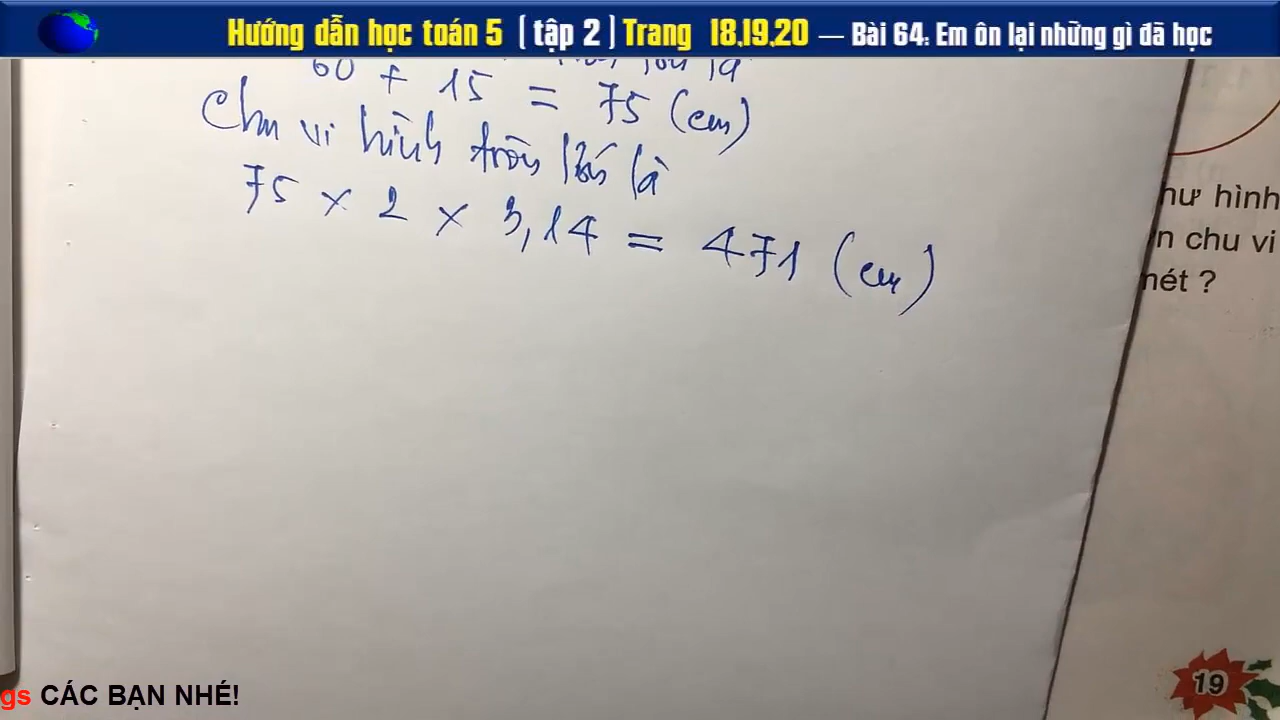 Hướng dẫn học toán 5 ( tập 2 ) Trang 18,19,20 — Bài 64: Em ôn lại những gì đã học
60 + 15 = 75 (cm)
Chu vi hình tròn lớn là
75 x 2 x 3,14 = 471 (cm)
hư hình
n chu vi
mét ?
19
gs CÁC BẠN NHÉ!